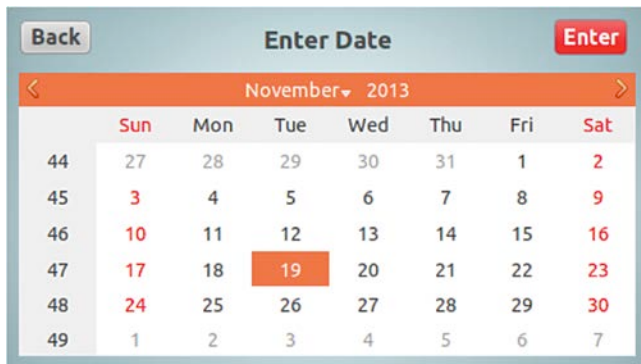 Back Enter Date Enter
November 2013
Sun Mon Tue Wed Thu Fri Sat
44 27 28 29 30 31 1 2
45 3 4 5 6 7 8 9
46 10 11 12 13 14 15 16
47 17 18 19 20 21 22 23
48 24 25 26 27 28 29 30
49 1 2 3 4 5 6 7